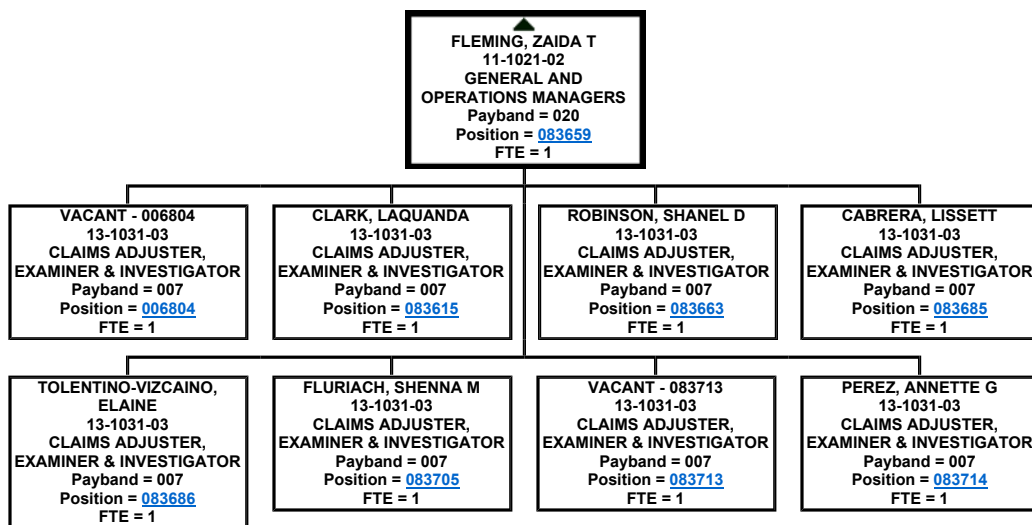 FLEMING, ZAIDA T
11-1021-02
GENERAL AND
OPERATIONS MANAGERS
Payband = 020
Position = 083659
FTE = 1
VACANT - 006804
13-1031-03
CLAIMS ADJUSTER,
EXAMINER & INVESTIGATOR
Payband = 007
Position = 006804
FTE = 1
CLARK, LAQUANDA
13-1031-03
CLAIMS ADJUSTER,
EXAMINER & INVESTIGATOR
Payband = 007
Position = 083615
FTE = 1
ROBINSON, SHANEL D
13-1031-03
CLAIMS ADJUSTER,
EXAMINER & INVESTIGATOR
Payband = 007
Position = 083663
FTE = 1
CABRERA, LISSETT
13-1031-03
CLAIMS ADJUSTER,
EXAMINER & INVESTIGATOR
Payband = 007
Position = 083685
FTE = 1
TOLENTINO-VIZCAINO,
ELAINE
13-1031-03
CLAIMS ADJUSTER,
EXAMINER & INVESTIGATOR
Payband = 007
Position = 083686
FTE = 1
FLURIACH, SHENNA M
13-1031-03
CLAIMS ADJUSTER,
EXAMINER & INVESTIGATOR
Payband = 007
Position = 083705
FTE = 1
VACANT - 083713
13-1031-03
CLAIMS ADJUSTER,
EXAMINER & INVESTIGATOR
Payband = 007
Position = 083713
FTE = 1
PEREZ, ANNETTE G
13-1031-03
CLAIMS ADJUSTER,
EXAMINER & INVESTIGATOR
Payband = 007
Position = 083714
FTE = 1